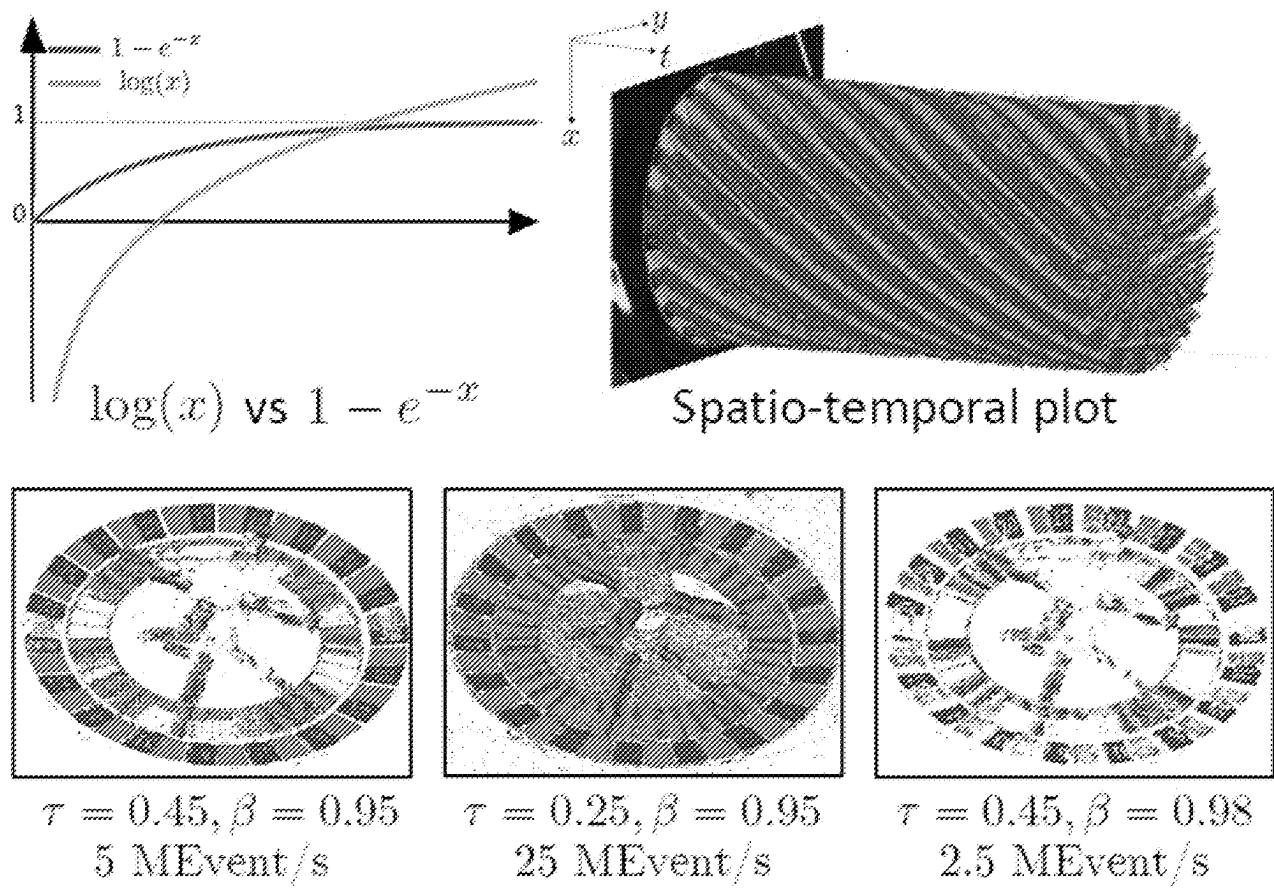 1 − e^{−x}
log(x)
1
0
y
t
x
log(x) vs 1 − e^{−x}
Spatio-temporal plot
τ = 0.45, β = 0.95
5 MEvent/s
τ = 0.25, β = 0.95
25 MEvent/s
τ = 0.45, β = 0.98
2.5 MEvent/s